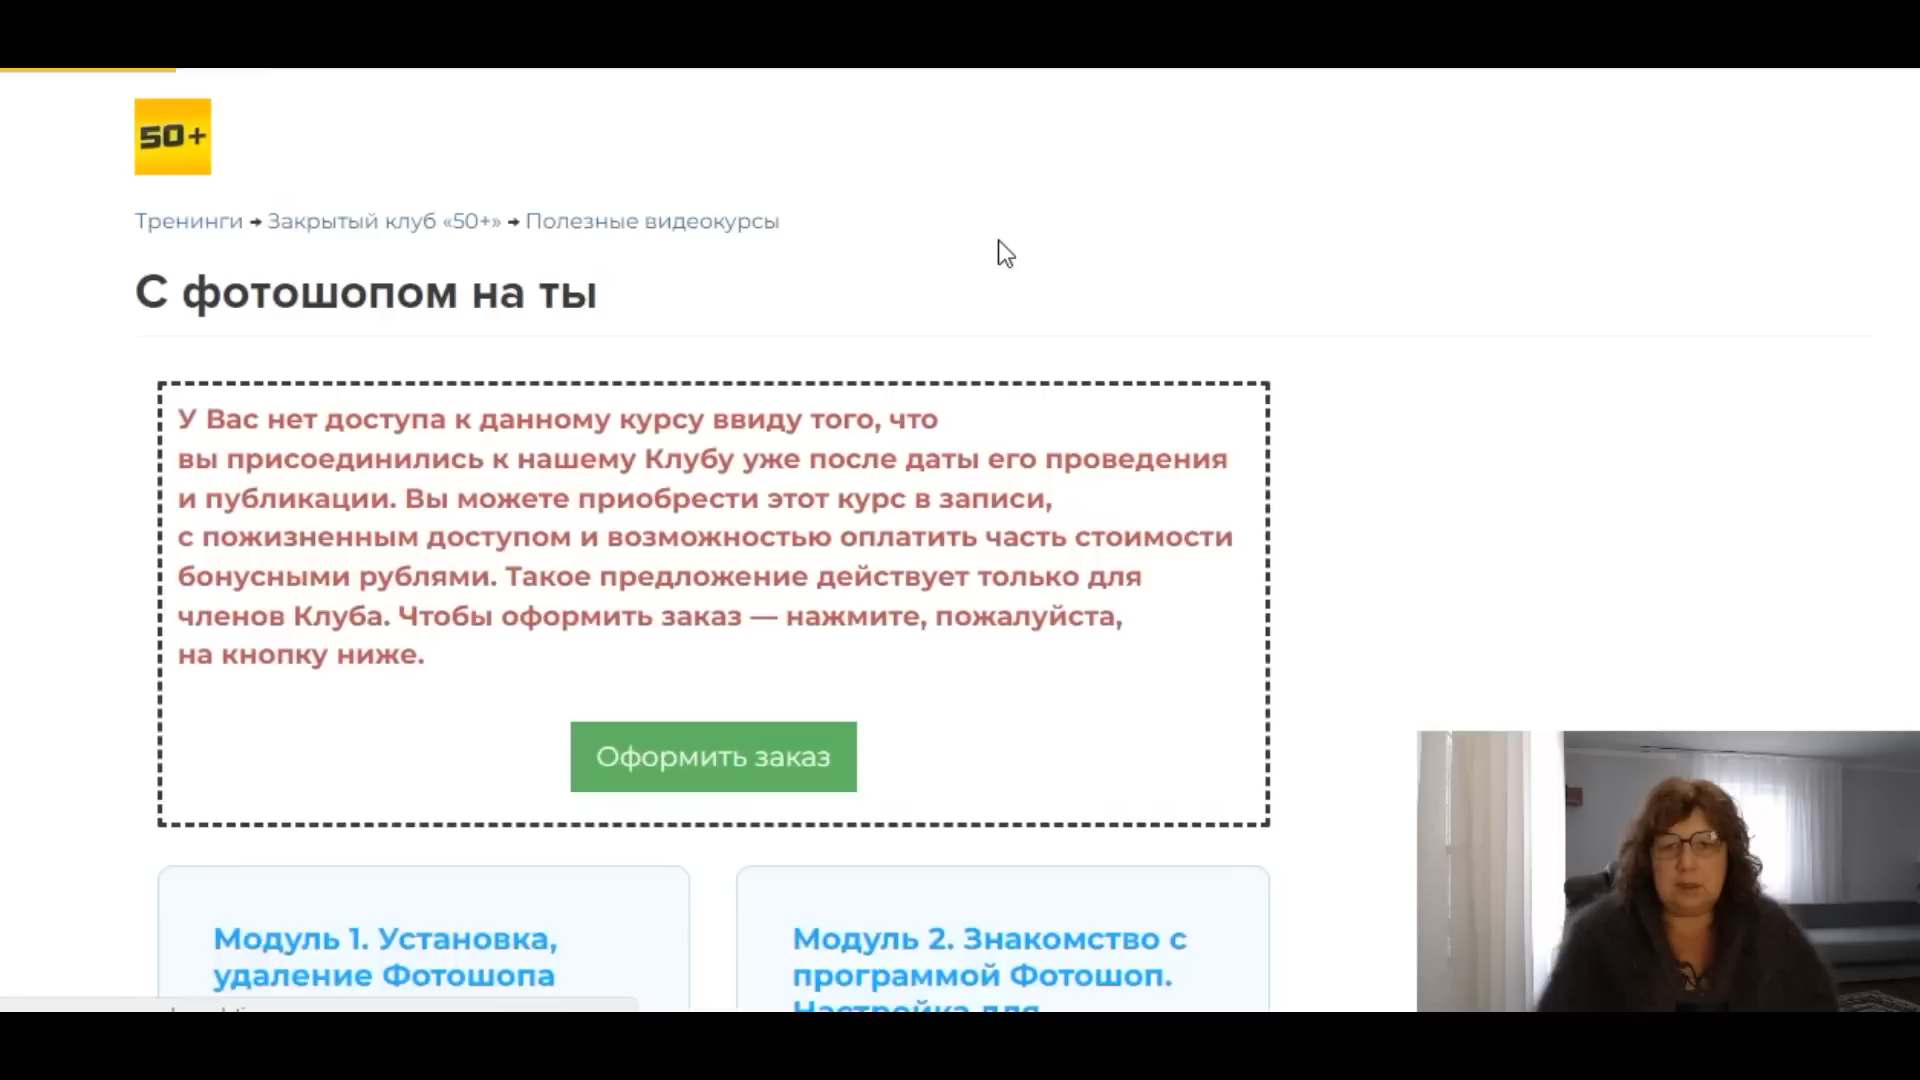 50+
Тренинги → Закрытый клуб «50+» → Полезные видеокурсы
С фотошопом на ты
У Вас нет доступа к данному курсу ввиду того, что
вы присоединились к нашему Клубу уже после даты его проведения
и публикации. Вы можете приобрести этот курс в записи,
с пожизненным доступом и возможностью оплатить часть стоимости
бонусными рублями. Такое предложение действует только для
членов Клуба. Чтобы оформить заказ — нажмите, пожалуйста,
на кнопку ниже.
Оформить заказ
Модуль 1. Установка,
удаление Фотошопа
Модуль 2. Знакомство с
программой Фотошоп.
Настройка для